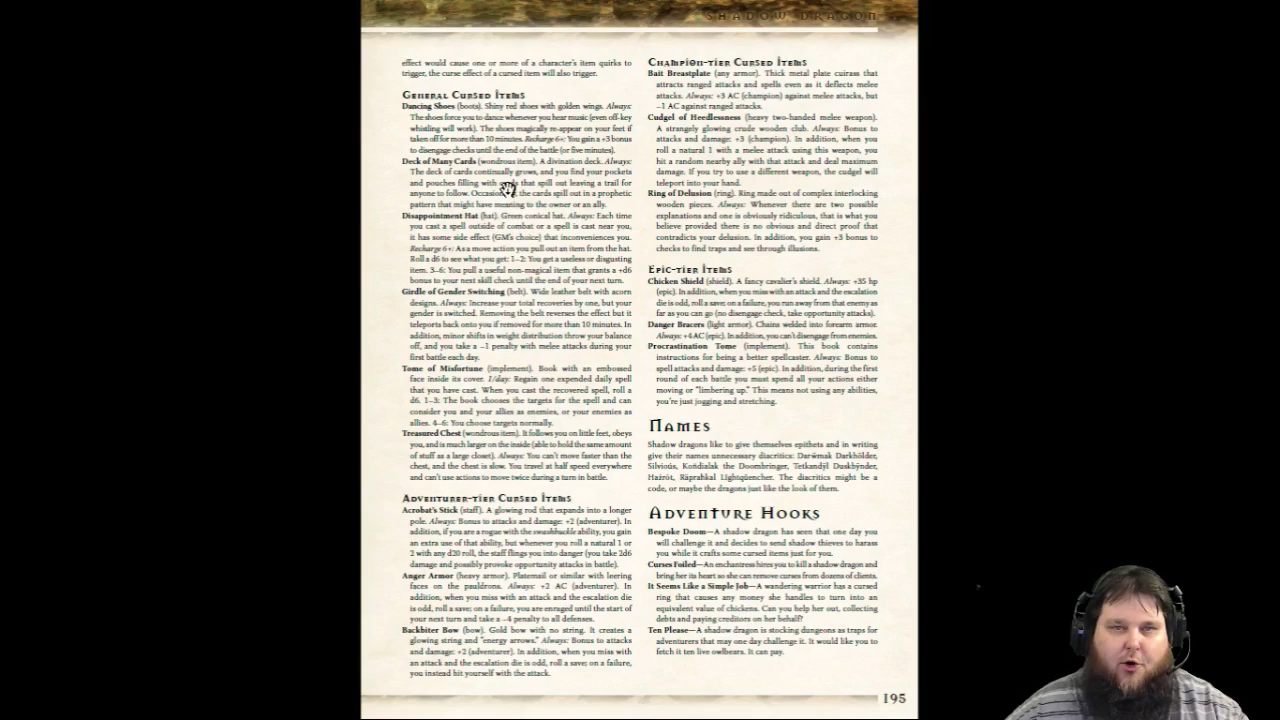 SHADOW DRAGON
effect would cause one or more of a character's item quirks to
trigger, the curse effect of a cursed item will also trigger.
General Cursed Items
Dancing Shoes (boots). Shiny red shoes with golden wings. Always:
The shoes force you to dance whenever you hear music (even off-key
whistling will work). The shoes magically re-appear on your feet if
taken off for more than 10 minutes. Recharge 6+: You gain a +3 bonus
to disengage checks until the end of the battle (or five minutes).
Deck of Many Cards (wondrous item). A divination deck. Always:
The deck of cards continually grows, and you find your pockets
and pouches filling with cards that spill out leaving a trail for
anyone to follow. the cards spill out in a prophetic
pattern that might have meaning to the owner or an ally.
Disappointment Hat (hat). Green conical hat. Always: Each time
you cast a spell outside of combat or a spell is cast near you,
it has some side effect (GM's choice) that inconveniences you.
Recharge 6+: As a move action you pull out an item from the hat.
Roll a d6 to see what you get: 1–2: You get a useless or disgusting
item. 3–6: You pull a useful non-magical item that grants a +d6
bonus to your next skill check until the end of your next turn.
Girdle of Gender Switching (belt). Wide leather belt with acorn
designs. Always: Increase your total recoveries by one, but your
gender is switched. Removing the belt reverses the effect but it
teleports back onto you if removed for more than 10 minutes. In
addition, minor shifts in weight distribution throw your balance
off, and you take a –1 penalty with melee attacks during your
first battle each day.
Tome of Misfortune (implement). Book with an embossed
face inside its cover. 1/day: Regain one expended daily spell
that you have cast. When you cast the recovered spell, roll a
d6. 1–3: The book chooses the targets for the spell and can
consider you and your allies as enemies, or your enemies as
allies. 4–6: You choose targets normally.
Treasured Chest (wondrous item). It follows you on little feet, obeys
you, and is much larger on the inside (able to hold the same amount
of stuff as a large closet). Always: You can't move faster than the
chest, and the chest is slow. You travel at half speed everywhere
and can't use actions to move twice during a turn in battle.
Adventurer-tier Cursed Items
Acrobat's Stick (staff). A glowing rod that expands into a longer
pole. Always: Bonus to attacks and damage: +2 (adventurer). In
addition, if you are a rogue with the swashbuckle ability, you gain
an extra use of that ability, but whenever you roll a natural 1 or
2 with any d20 roll, the staff flings you into danger (you take 2d6
damage and possibly provoke opportunity attacks in battle).
Anger Armor (heavy armor). Platemail or similar with leering
faces on the pauldrons. Always: +2 AC (adventurer). In
addition, when you miss with an attack and the escalation die
is odd, roll a save; on a failure, you are enraged until the start of
your next turn and take a –4 penalty to all defenses.
Backbiter Bow (bow). Gold bow with no string. It creates a
glowing string and "energy arrows." Always: Bonus to attacks
and damage: +2 (adventurer). In addition, when you miss with
an attack and the escalation die is odd, roll a save; on a failure,
you instead hit yourself with the attack.
Champion-tier Cursed Items
Bait Breastplate (any armor). Thick metal plate cuirass that
attracts ranged attacks and spells even as it deflects melee
attacks. Always: +3 AC (champion) against melee attacks, but
–1 AC against ranged attacks.
Cudgel of Heedlessness (heavy two-handed melee weapon).
A strangely glowing crude wooden club. Always: Bonus to
attacks and damage: +3 (champion). In addition, when you
roll a natural 1 with a melee attack using this weapon, you
hit a random nearby ally with that attack and deal maximum
damage. If you try to use a different weapon, the cudgel will
teleport into your hand.
Ring of Delusion (ring). Ring made out of complex interlocking
wooden pieces. Always: Whenever there are two possible
explanations and one is obviously ridiculous, that is what you
believe provided there is no obvious and direct proof that
contradicts your delusion. In addition, you gain +3 bonus to
checks to find traps and see through illusions.
Epic-tier Items
Chicken Shield (shield). A fancy cavalier's shield. Always: +35 hp
(epic). In addition, when you miss with an attack and the escalation
die is odd, roll a save; on a failure, you run away from that enemy as
far as you can go (no disengage check, take opportunity attacks).
Danger Bracers (light armor). Chains welded into forearm armor.
Always: +4 AC (epic). In addition, you can't disengage from enemies.
Procrastination Tome (implement). This book contains
instructions for being a better spellcaster. Always: Bonus to
spell attacks and damage: +5 (epic). In addition, during the first
round of each battle you must spend all your actions either
moving or "limbering up." This means not using any abilities,
you're just jogging and stretching.
Names
Shadow dragons like to give themselves epithets and in writing
give their names unnecessary diacritics: Darkhölder,
the Doombringer,
The diacritics might be a
code, or maybe the dragons just like the look of them.
Adventure Hooks
Bespoke Doom—A shadow dragon has seen that one day you
will challenge it and decides to send shadow thieves to harass
you while it crafts some cursed items just for you.
Curses Foiled—An enchantress hires you to kill a shadow dragon and
bring her its heart so she can remove curses from dozens of clients.
It Seems Like a Simple Job—A wandering warrior has a cursed
ring that causes any money she handles to turn into an
equivalent value of chickens. Can you help her out, collecting
debts and paying creditors on her behalf?
Ten Please—A shadow dragon is stocking dungeons as traps for
adventurers that may one day challenge it. It would like you to
fetch it ten live owlbears. It can pay.
195